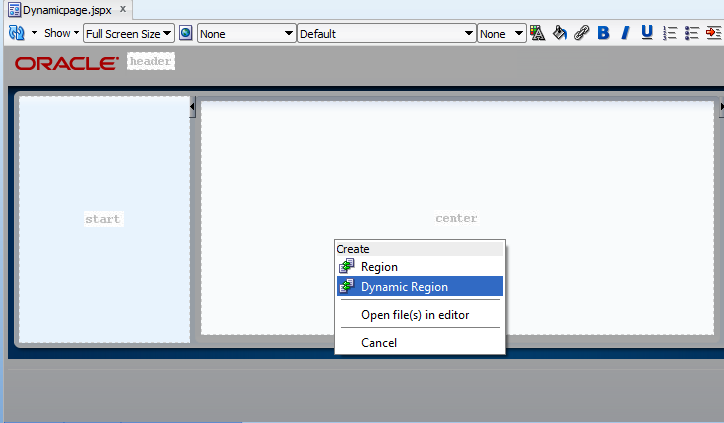 Dynamicpage.jspx x
Show Full Screen Size None Default None A B I U
ORACLE header
start
center
Create
Region
Dynamic Region
Open file(s) in editor
Cancel